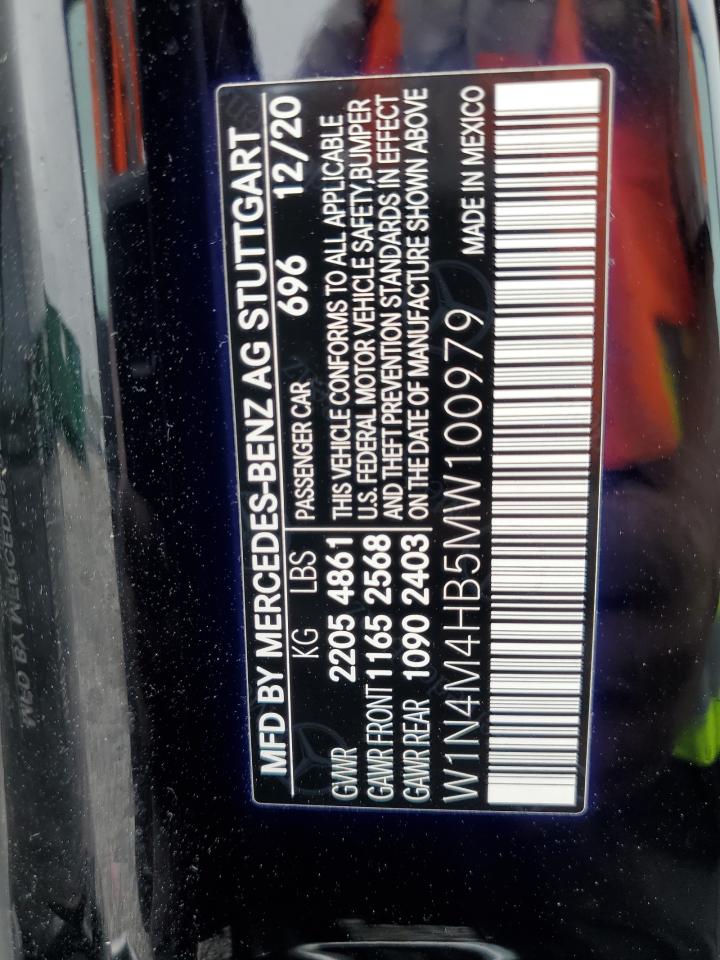 MFD BY MERCEDES-BENZ AG STUTTGART
KG LBS PASSENGER CAR 696 12/20
GVWR 2205 4861
GAWR FRONT 1165 2568
GAWR REAR 1090 2403
THIS VEHICLE CONFORMS TO ALL APPLICABLE
U.S. FEDERAL MOTOR VEHICLE SAFETY,BUMPER
AND THEFT PREVENTION STANDARDS IN EFFECT
ON THE DATE OF MANUFACTURE SHOWN ABOVE
W1N4M4HB5MW100979 MADE IN MEXICO